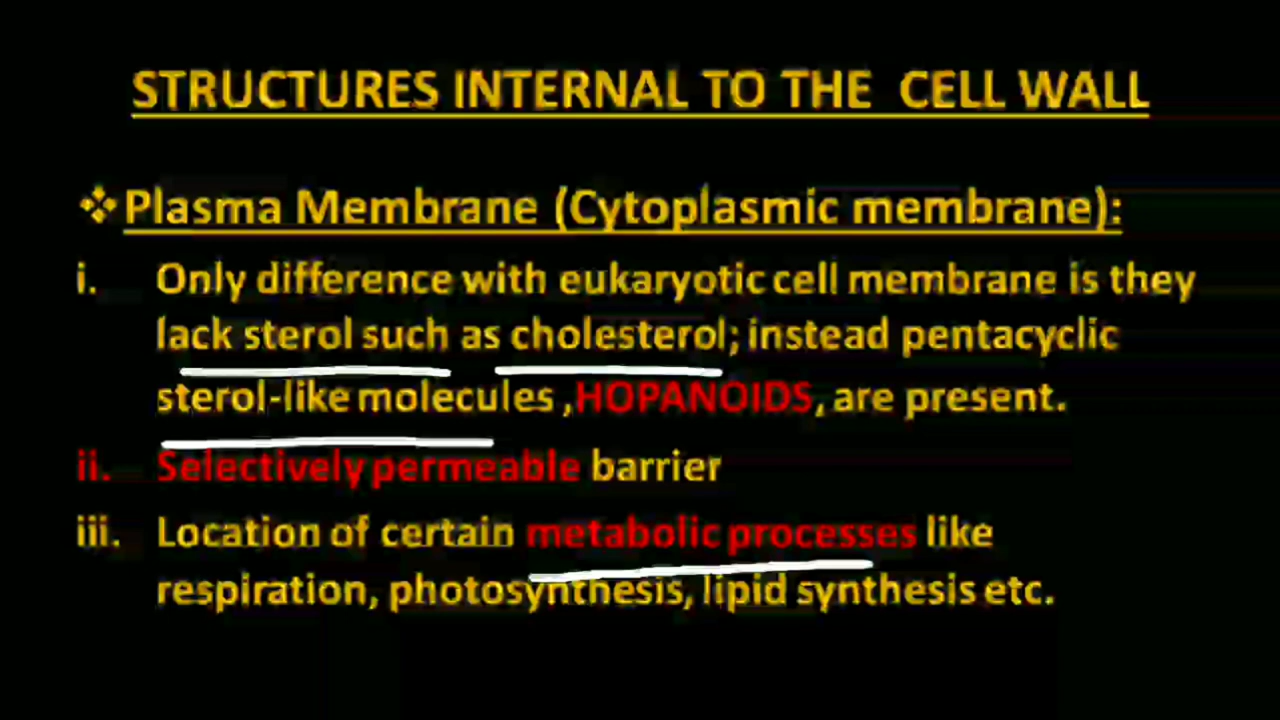 STRUCTURES INTERNAL TO THE CELL WALL
❖Plasma Membrane (Cytoplasmic membrane):
i. Only difference with eukaryotic cell membrane is they
lack sterol such as cholesterol; instead pentacyclic
sterol-like molecules ,HOPANOIDS, are present.
ii. Selectively permeable barrier
iii. Location of certain metabolic processes like
respiration, photosynthesis, lipid synthesis etc.